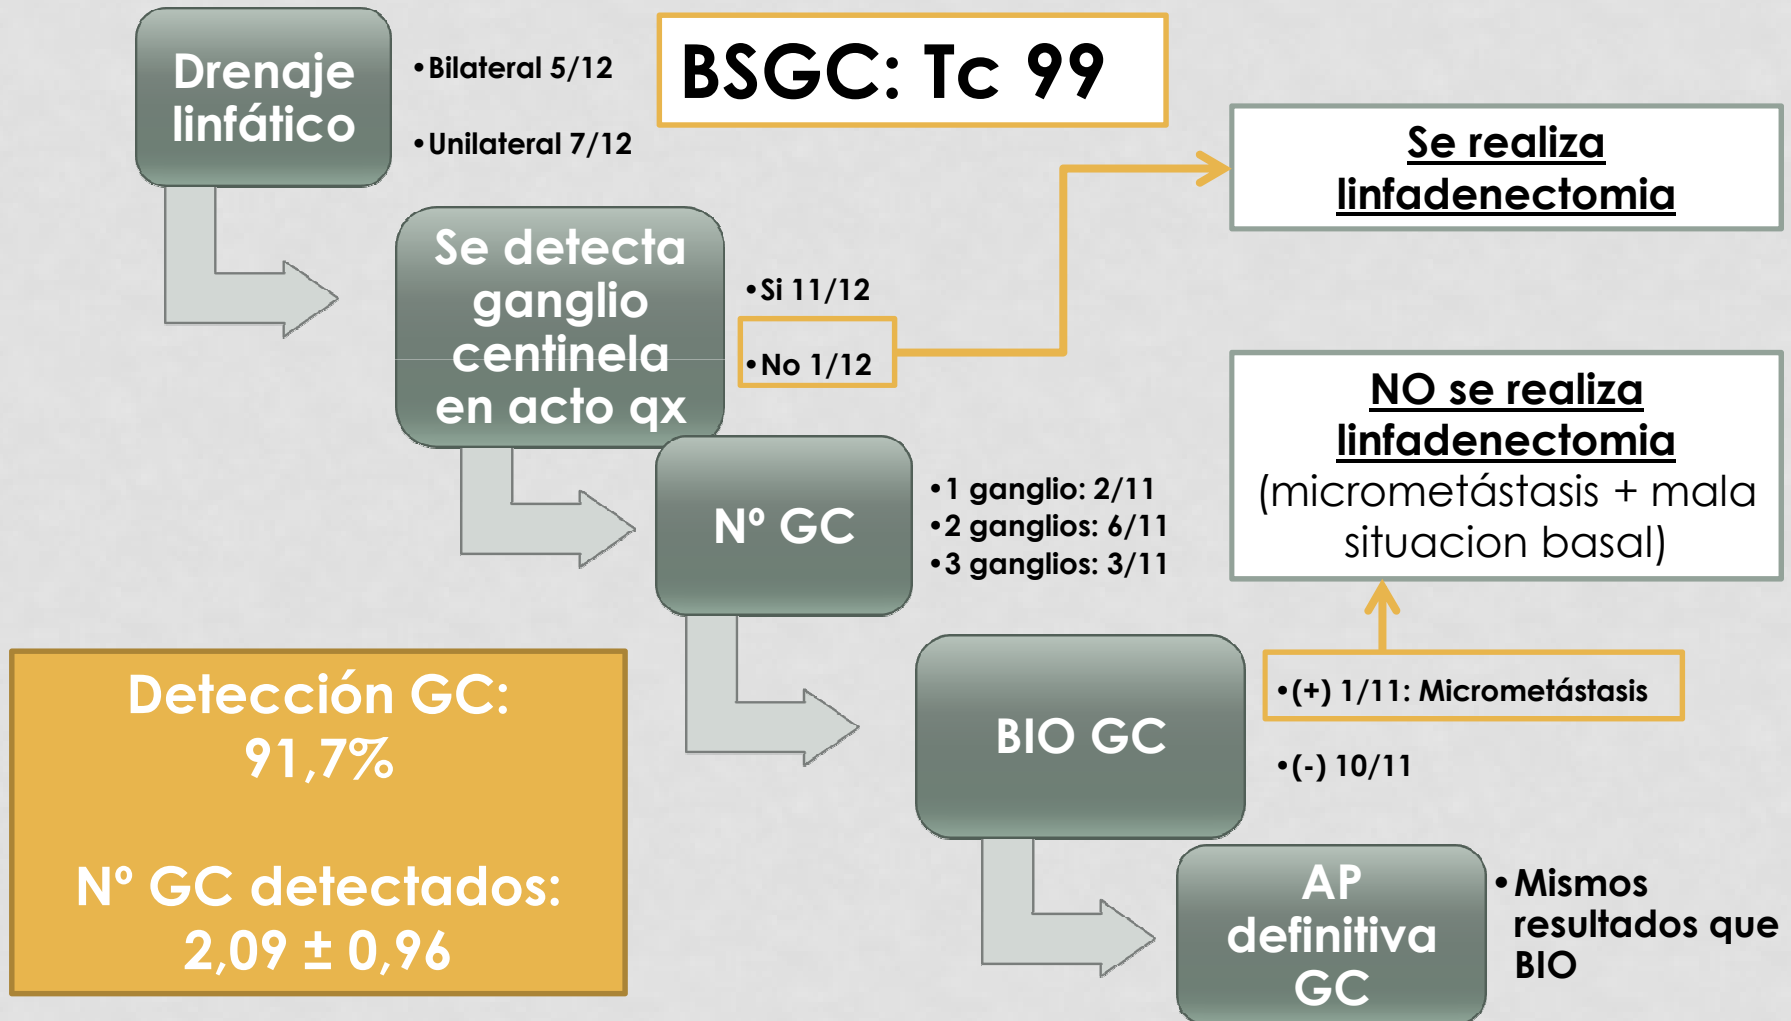 Drenaje
linfático
•Bilateral 5/12
•Unilateral 7/12
BSGC: Tc 99
Se realiza
linfadenectomia
Se detecta
ganglio
centinela
en acto qx
•Si 11/12
•No 1/12
NO se realiza
linfadenectomia
(micrometástasis + mala
situacion basal)
Nº GC
•1 ganglio: 2/11
•2 ganglios: 6/11
•3 ganglios: 3/11
BIO GC
•(+) 1/11: Micrometástasis
•(-) 10/11
Detección GC:
91,7%
Nº GC detectados:
2,09 ± 0,96
AP
definitiva
GC
•Mismos
resultados que
BIO